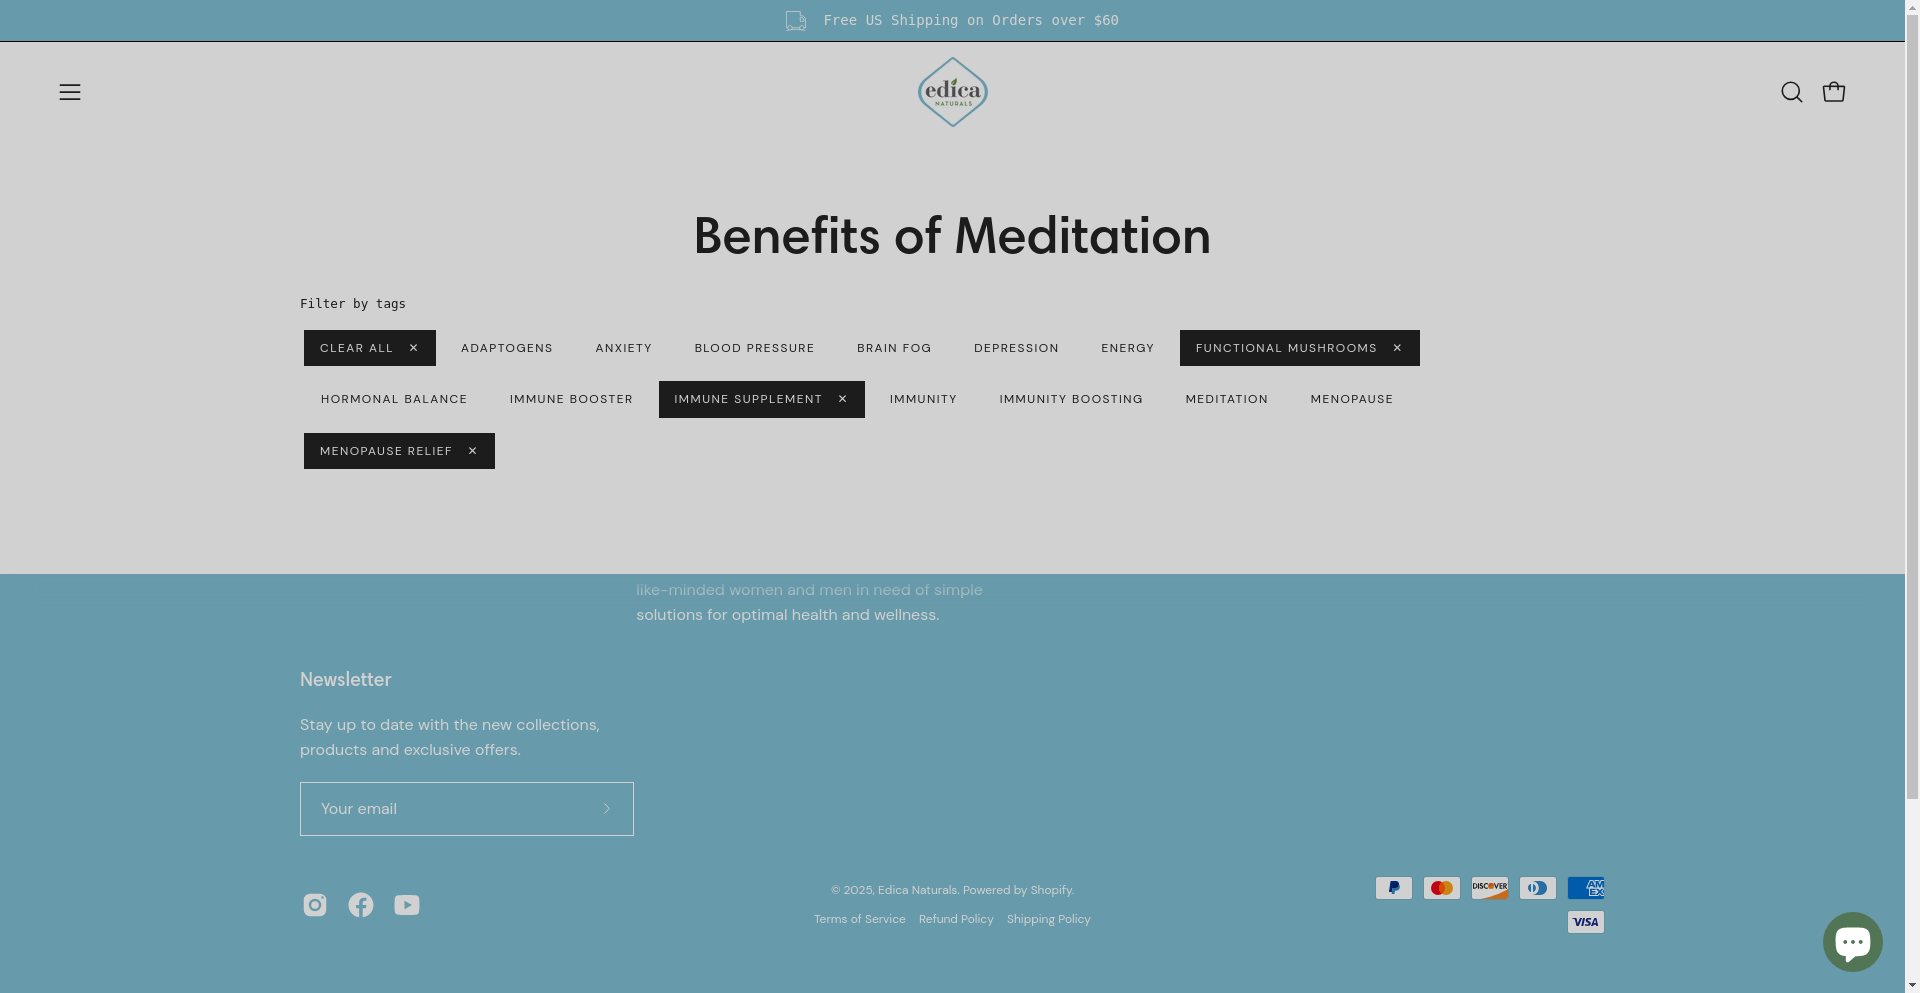 Free US Shipping on Orders over $60
edica
NATURALS
Benefits of Meditation
Filter by tags
CLEAR ALL ✕ ADAPTOGENS ANXIETY BLOOD PRESSURE BRAIN FOG DEPRESSION ENERGY FUNCTIONAL MUSHROOMS ✕
HORMONAL BALANCE IMMUNE BOOSTER IMMUNE SUPPLEMENT ✕ IMMUNITY IMMUNITY BOOSTING MEDITATION MENOPAUSE
MENOPAUSE RELIEF ✕
like-minded women and men in need of simple
solutions for optimal health and wellness.
Newsletter
Stay up to date with the new collections,
products and exclusive offers.
Your email
© 2025, Edica Naturals. Powered by Shopify.
Terms of Service Refund Policy Shipping Policy
DISCOVER
AM
EX
VISA